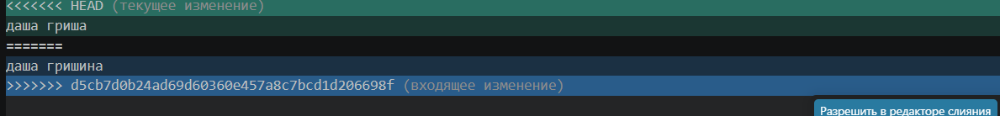 <<<<<<< HEAD (текущее изменение)
даша гриша
=======
даша гришина
>>>>>>> d5cb7d0b24ad69d60360e457a8c7bcd1d206698f (входящее изменение)
Разрешить в редакторе слияния